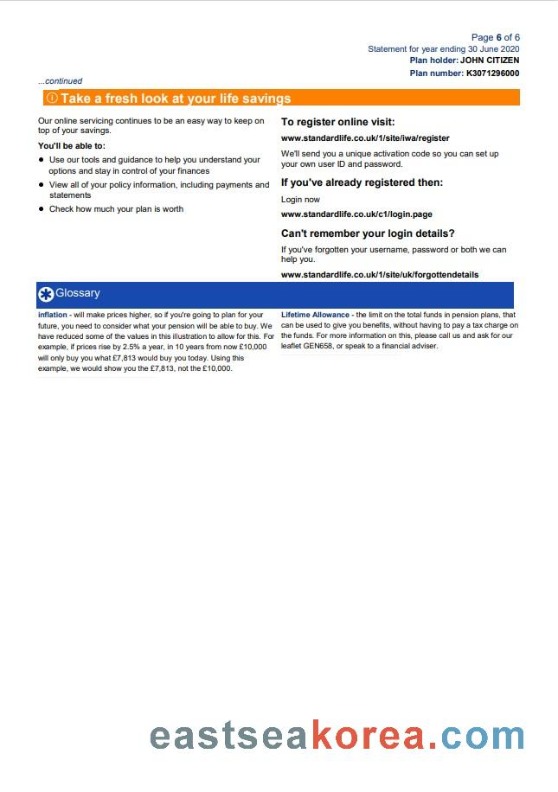 Page 6 of 6
Statement for year ending 30 June 2020
Plan holder: JOHN CITIZEN
Plan number: K3071296000
...continued
Take a fresh look at your life savings
Our online servicing continues to be an easy way to keep on
top of your savings.
You'll be able to:
● Use our tools and guidance to help you understand your
options and stay in control of your finances
● View all of your policy information, including payments and
statements
● Check how much your plan is worth
To register online visit:
www.standardlife.co.uk/1/site/iwa/register
We'll send you a unique activation code so you can set up
your own user ID and password.
If you've already registered then:
Login now
www.standardlife.co.uk/c1/login.page
Can't remember your login details?
If you've forgotten your username, password or both we can
help you.
www.standardlife.co.uk/1/site/uk/forgottendetails
Glossary
inflation - will make prices higher, so if you're going to plan for your
future, you need to consider what your pension will be able to buy. We
have reduced some of the values in this illustration to allow for this. For
example, if prices rise by 2.5% a year, in 10 years from now £10,000
will only buy you what £7,813 would buy you today. Using this
example, we would show you the £7,813, not the £10,000.
Lifetime Allowance - the limit on the total funds in pension plans, that
can be used to give you benefits, without having to pay a tax charge on
the funds. For more information on this, please call us and ask for our
leaflet GEN658, or speak to a financial adviser.
eastseakorea.com